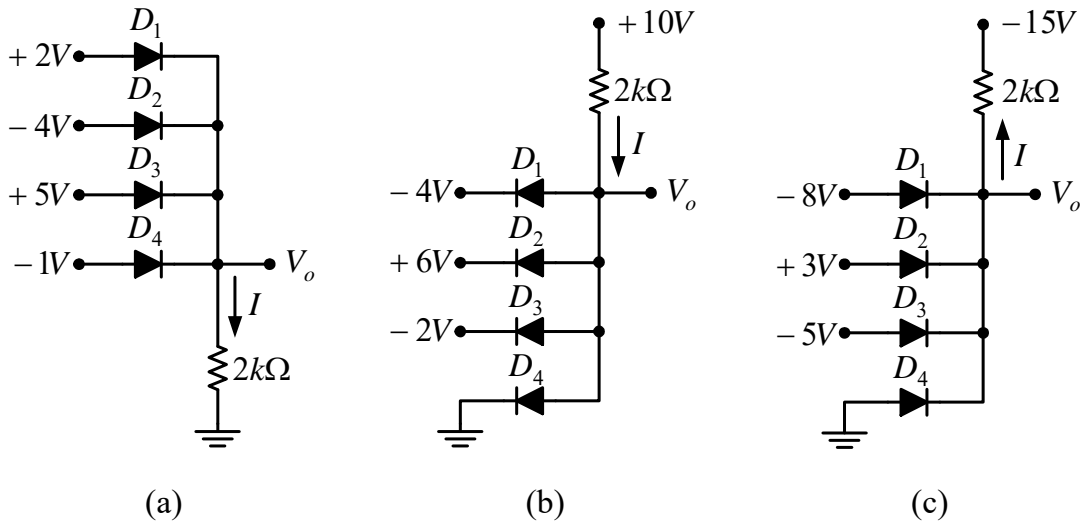 D₁
+ 2V
D₂
− 4V
D₃
+ 5V
D₄
− 1V
Vₒ
I
2kΩ
(a)
+ 10V
2kΩ
I
D₁
− 4V
Vₒ
D₂
+ 6V
D₃
− 2V
D₄
(b)
− 15V
2kΩ
I
D₁
− 8V
Vₒ
D₂
+ 3V
D₃
− 5V
D₄
(c)